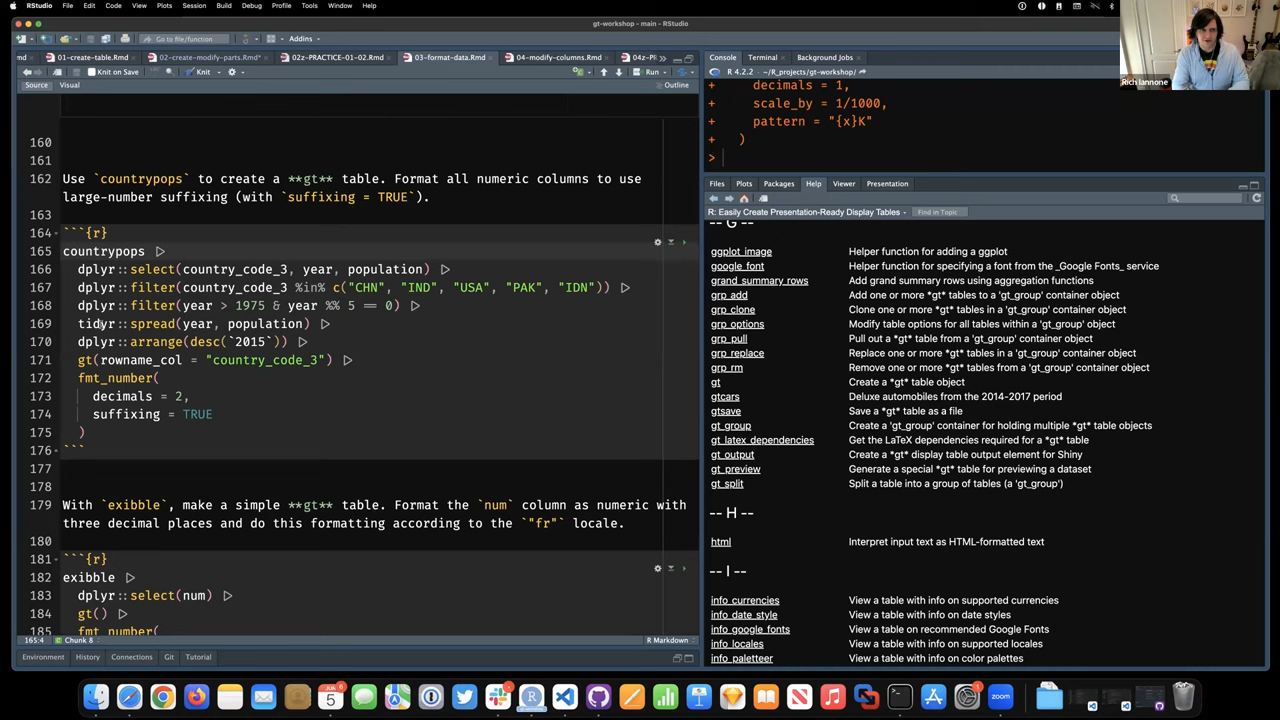 RStudio File Edit Code View Plots Session Build Debug Profile Tools Window Help
gt-workshop - main - RStudio
Go to file/function Addins
nd 01-create-table.Rmd 02-create-modify-parts.Rmd* 02z-PRACTICE-01-02.Rmd 03-format-data.Rmd 04-modify-columns.Rmd
Knit on Save Knit Run
Source Visual Outline
160
161
162 Use `countrypops` to create a **gt** table. Format all numeric columns to use
large-number suffixing (with `suffixing = TRUE`).
163
164 ```{r}
165 countrypops ▷
166 dplyr::select(country_code_3, year, population) ▷
167 dplyr::filter(country_code_3 %in% c("CHN", "IND", "USA", "PAK", "IDN")) ▷
168 dplyr::filter(year > 1975 & year %% 5 == 0) ▷
169 tidyr::spread(year, population) ▷
170 dplyr::arrange(desc(`2015`)) ▷
171 gt(rowname_col = "country_code_3") ▷
172 fmt_number(
173 decimals = 2,
174 suffixing = TRUE
175 )
176 ```
177
178
179 With `exibble`, make a simple **gt** table. Format the `num` column as numeric with
three decimal places and do this formatting according to the `"fr"` locale.
180
181 ```{r}
182 exibble ▷
183 dplyr::select(num) ▷
184 gt() ▷
185 fmt_number(
165:4 Chunk 8 R Markdown
Environment History Connections Git Tutorial
Console Terminal Background Jobs
R 4.2.2 · ~/R_projects/gt-workshop/
+ decimals = 1,
+ scale_by = 1/1000,
+ pattern = "{x}K"
+ )
>
Files Plots Packages Help Viewer Presentation
R: Easily Create Presentation-Ready Display Tables Find in Topic
-- G --
ggplot_image Helper function for adding a ggplot
google_font Helper function for specifying a font from the _Google Fonts_ service
grand_summary_rows Add grand summary rows using aggregation functions
grp_add Add one or more *gt* tables to a 'gt_group' container object
grp_clone Clone one or more *gt* tables in a 'gt_group' container object
grp_options Modify table options for all tables within a 'gt_group' object
grp_pull Pull out a *gt* table from a 'gt_group' container object
grp_replace Replace one or more *gt* tables in a 'gt_group' container object
grp_rm Remove one or more *gt* tables from a 'gt_group' container object
gt Create a *gt* table object
gtcars Deluxe automobiles from the 2014-2017 period
gtsave Save a *gt* table as a file
gt_group Create a 'gt_group' container for holding multiple *gt* table objects
gt_latex_dependencies Get the LaTeX dependencies required for a *gt* table
gt_output Create a *gt* display table output element for Shiny
gt_preview Generate a special *gt* table for previewing a dataset
gt_split Split a table into a group of tables (a 'gt_group')
-- H --
html Interpret input text as HTML-formatted text
-- I --
info_currencies View a table with info on supported currencies
info_date_style View a table with info on date styles
info_google_fonts View a table on recommended Google Fonts
info_locales View a table with info on supported locales
info_paletteer View a table with info on color palettes
Rich Iannone
JUN
5
zoom